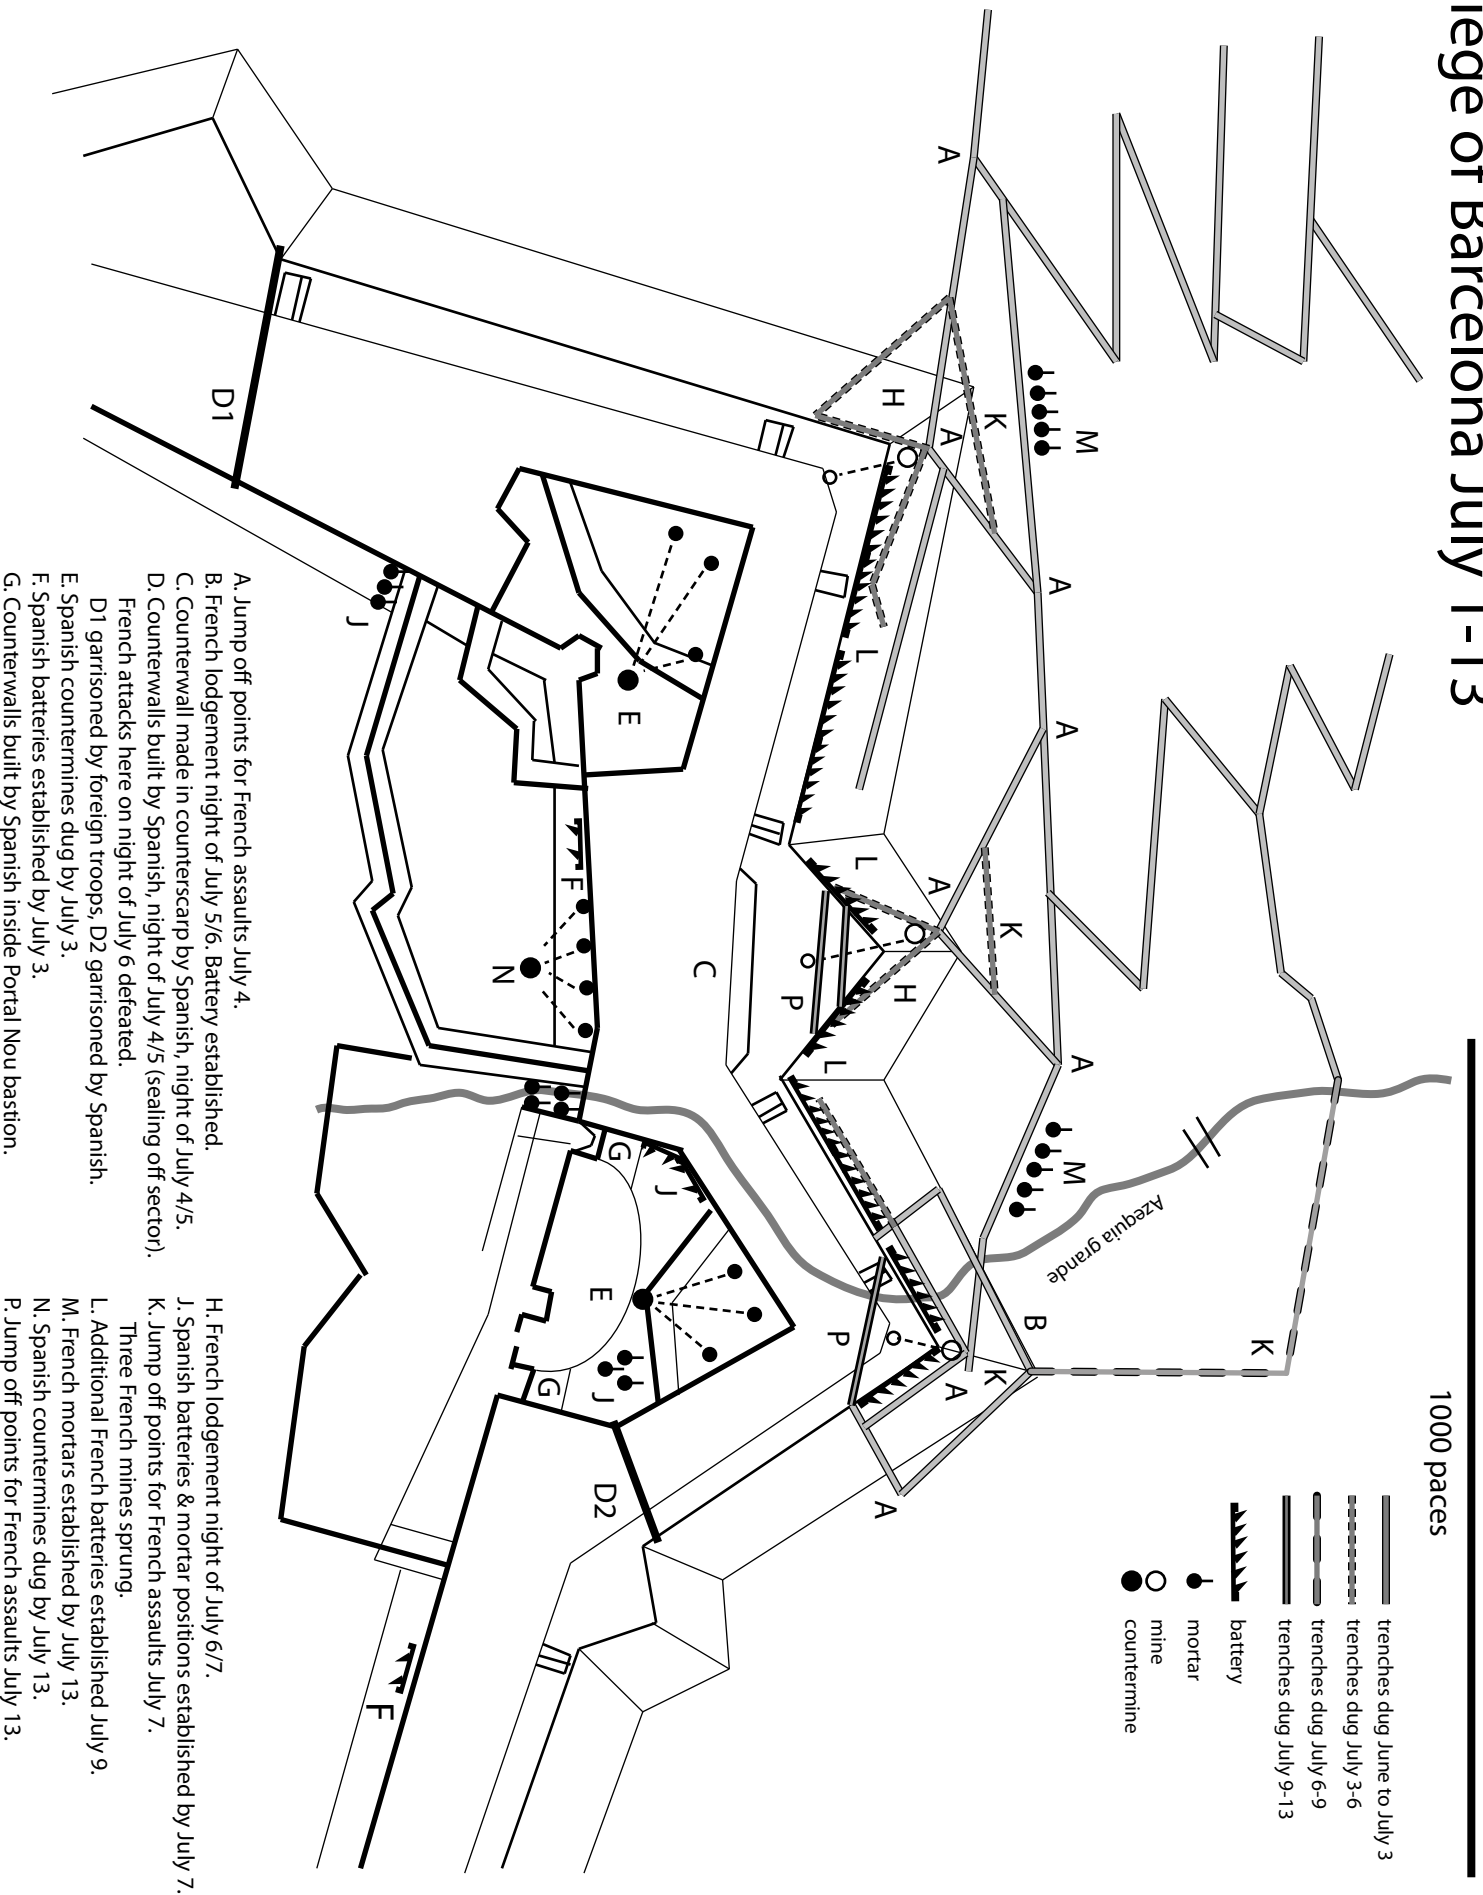 iege of Barcelona July 1-13
1000 paces
trenches dug June to July 3
trenches dug July 3-6
trenches dug July 6-9
trenches dug July 9-13
battery
mortar
mine
countermine
K
Azequia grande
M
M
A
A
A
B
K
K
K
A
A
A
A
A
H
H
L
L
L
P
P
C
E
E
J
G
G
J
D2
F
N
D1
J
F
A. Jump off points for French assaults July 4.
B. French lodgement night of July 5/6. Battery established.
C. Counterwall made in counterscarp by Spanish, night of July 4/5.
D. Counterwalls built by Spanish, night of July 4/5 (sealing off sector).
French attacks here on night of July 6 defeated.
D1 garrisoned by foreign troops, D2 garrisoned by Spanish.
E. Spanish countermines dug by July 3.
F. Spanish batteries established by July 3.
G. Counterwalls built by Spanish inside Portal Nou bastion.
H. French lodgement night of July 6/7.
J. Spanish batteries & mortar positions established by July 7.
K. Jump off points for French assaults July 7.
Three French mines sprung.
L. Additional French batteries established July 9.
M. French mortars established by July 13.
N. Spanish countermines dug by July 13.
P. Jump off points for French assaults July 13.